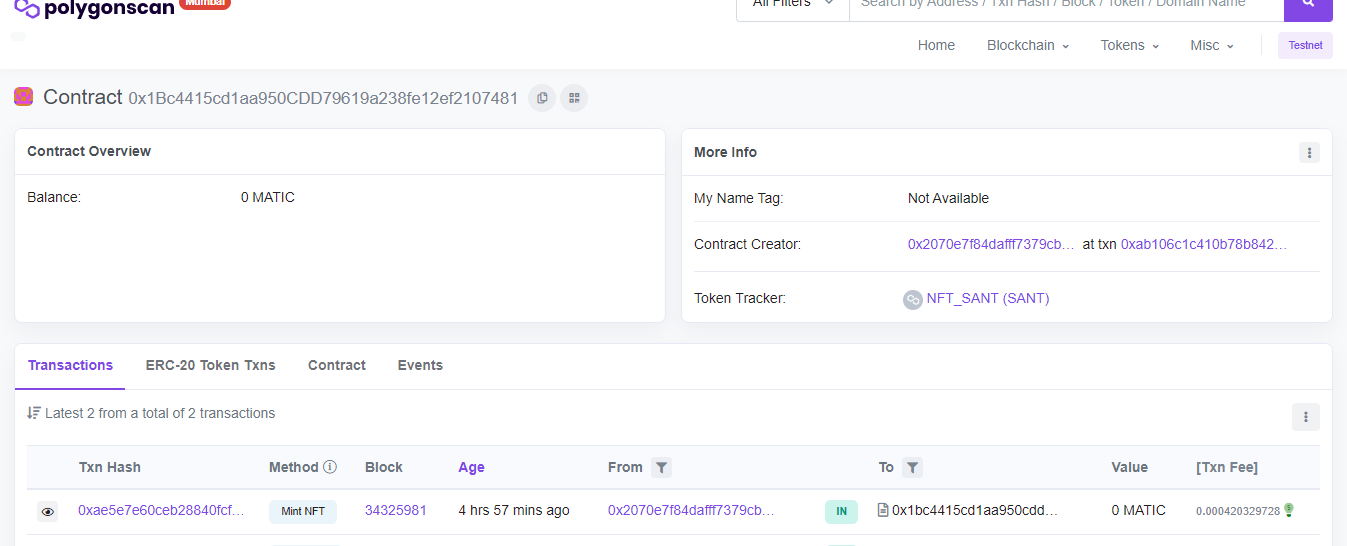 polygonscan Mumbai
All Filters Search by Address / Txn Hash / Block / Token / Domain Name
Home Blockchain Tokens Misc Testnet
Contract 0x1Bc4415cd1aa950CDD79619a238fe12ef2107481
Contract Overview
Balance: 0 MATIC
More Info
My Name Tag: Not Available
Contract Creator: 0x2070e7f84dafff7379cb... at txn 0xab106c1c410b78b842...
Token Tracker: NFT_SANT (SANT)
Transactions ERC-20 Token Txns Contract Events
Latest 2 from a total of 2 transactions
Txn Hash Method Block Age From To Value [Txn Fee]
0xae5e7e60ceb28840fcf... Mint NFT 34325981 4 hrs 57 mins ago 0x2070e7f84dafff7379cb... IN 0x1bc4415cd1aa950cdd... 0 MATIC 0.000420329728